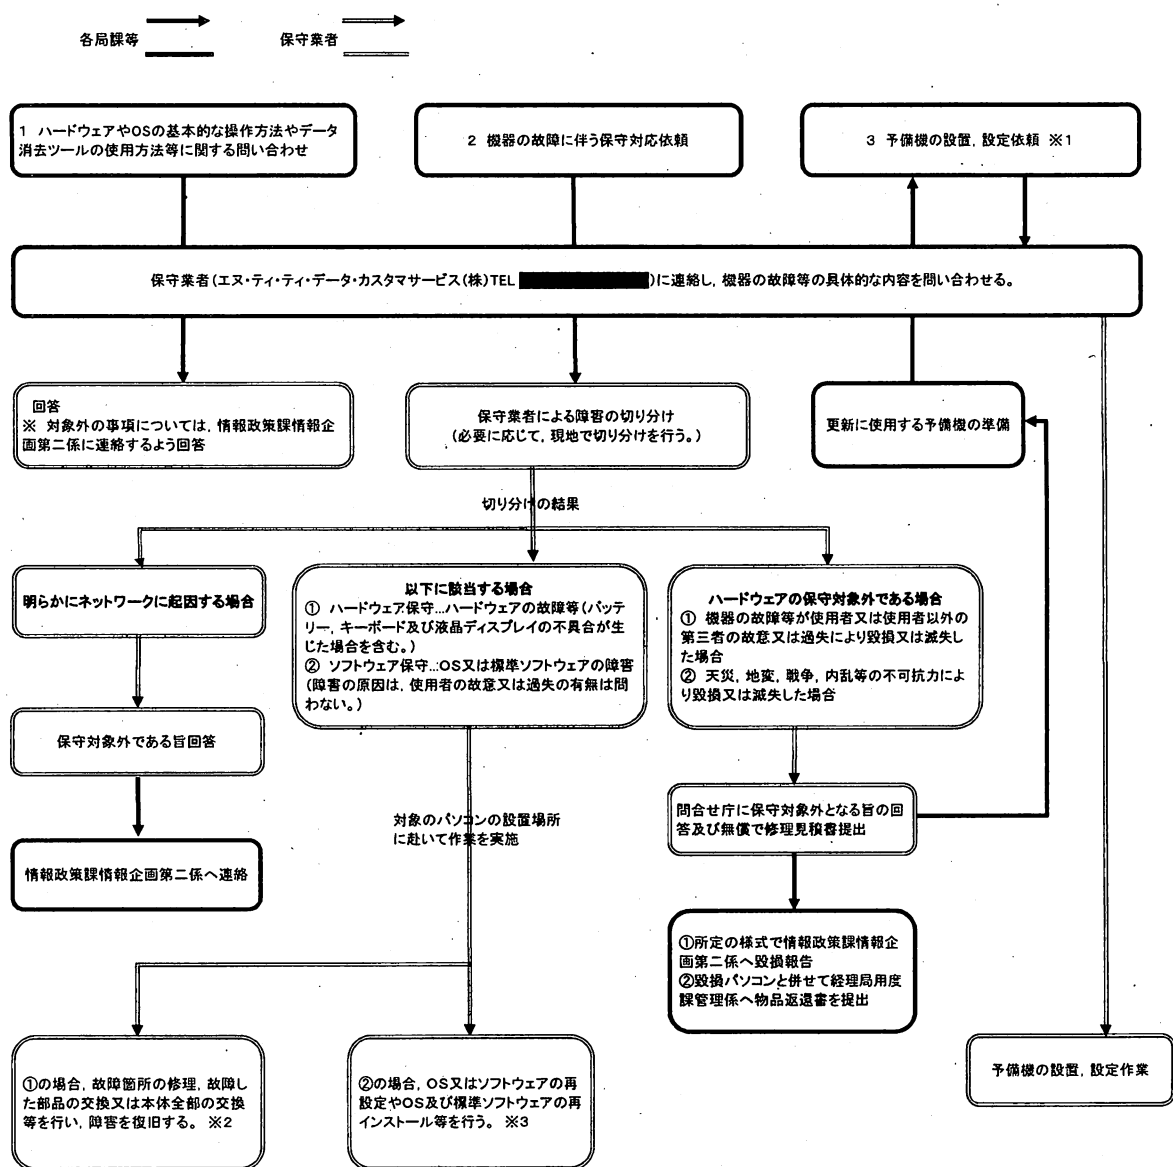 各局課等
保守業者
1 ハードウェアやOSの基本的な操作方法やデータ
消去ツールの使用方法等に関する問い合わせ
2 機器の故障に伴う保守対応依頼
3 予備機の設置，設定依頼 ※1
保守業者(エヌ・ティ・ティ・データ・カスタマサービス(株)TEL )に連絡し，機器の故障等の具体的な内容を問い合わせる。
回答
※ 対象外の事項については，情報政策課情報企
画第二係に連絡するよう回答
保守業者による障害の切り分け
(必要に応じて，現地で切り分けを行う。)
更新に使用する予備機の準備
切り分けの結果
明らかにネットワークに起因する場合
以下に該当する場合
① ハードウェア保守…ハードウェアの故障等(バッテ
リー，キーボード及び液晶ディスプレイの不具合が生
じた場合を含む。)
② ソフトウェア保守…OS又は標準ソフトウェアの障害
(障害の原因は，使用者の故意又は過失の有無は問
わない。)
ハードウェアの保守対象外である場合
① 機器の故障等が使用者又は使用者以外の
第三者の故意又は過失により毀損又は滅失し
た場合
② 天災，地変，戦争，内乱等の不可抗力によ
り毀損又は滅失した場合
保守対象外である旨回答
対象のパソコンの設置場所
に赴いて作業を実施
問合せ庁に保守対象外となる旨の回
答及び無償で修理見積書提出
情報政策課情報企画第二係へ連絡
①所定の様式で情報政策課情報企
画第二係へ毀損報告
②毀損パソコンと併せて経理局用度
課管理係へ物品返還書を提出
①の場合，故障箇所の修理，故障し
た部品の交換又は本体全部の交換
等を行い，障害を復旧する。 ※2
②の場合，OS又はソフトウェアの再
設定やOS及び標準ソフトウェアの再
インストール等を行う。 ※3
予備機の設置，設定作業